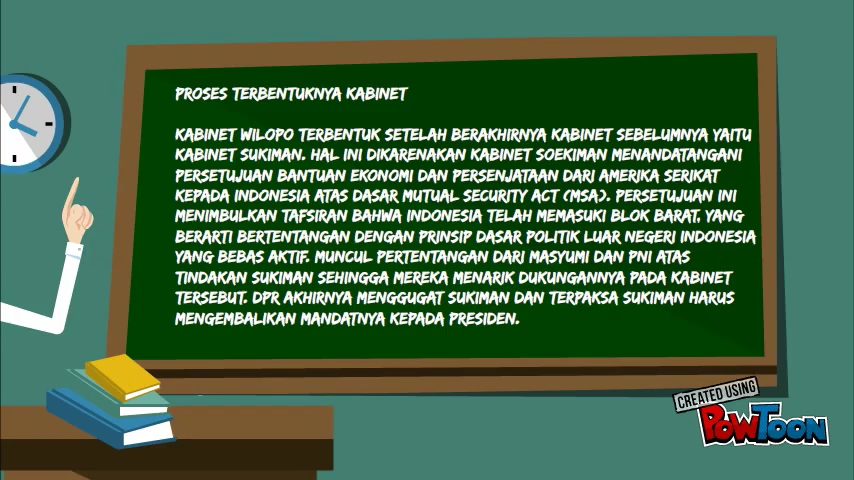 PROSES TERBENTUKNYA KABINET
KABINET WILOPO TERBENTUK SETELAH BERAKHIRNYA KABINET SEBELUMNYA YAITU
KABINET SUKIMAN. HAL INI DIKARENAKAN KABINET SOEKIMAN MENANDATANGANI
PERSETUJUAN BANTUAN EKONOMI DAN PERSENJATAAN DARI AMERIKA SERIKAT
KEPADA INDONESIA ATAS DASAR MUTUAL SECURITY ACT (MSA). PERSETUJUAN INI
MENIMBULKAN TAFSIRAN BAHWA INDONESIA TELAH MEMASUKI BLOK BARAT, YANG
BERARTI BERTENTANGAN DENGAN PRINSIP DASAR POLITIK LUAR NEGERI INDONESIA
YANG BEBAS AKTIF. MUNCUL PERTENTANGAN DARI MASYUMI DAN PNI ATAS
TINDAKAN SUKIMAN SEHINGGA MEREKA MENARIK DUKUNGANNYA PADA KABINET
TERSEBUT. DPR AKHIRNYA MENGGUGAT SUKIMAN DAN TERPAKSA SUKIMAN HARUS
MENGEMBALIKAN MANDATNYA KEPADA PRESIDEN.
CREATED USING
POWTOON